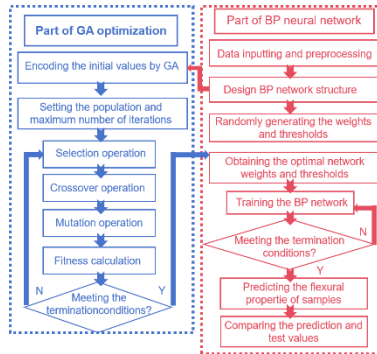 Part of GA optimization
Encoding the initial values by GA
Setting the population and
maximum number of iterations
Selection operation
Crossover operation
Mutation operation
Fitness calculation
N
Meeting the
terminationconditions?
Y
Part of BP neural network
Data inputting and preprocessing
Design BP network structure
Randomly generating the weights
and thresholds
Obtaining the optimal network
weights and thresholds
Training the BP network
N
Meeting the termination
conditions?
Y
Predicting the flexural
propertie of samples
Comparing the prediction and
test values